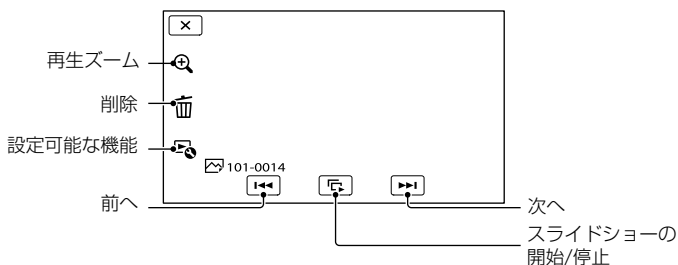 再生ズーム
削除
設定可能な機能
101-0014
前へ
次へ
スライドショーの
開始/停止